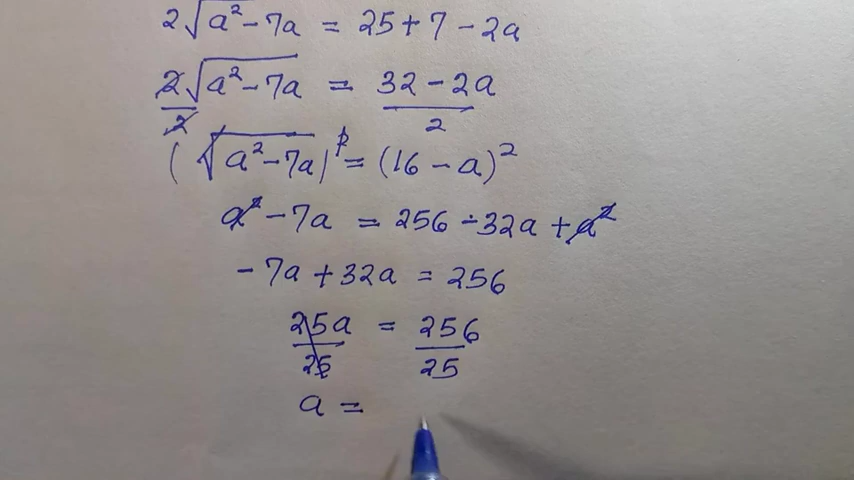 2√a²-7a = 25+7-2a
2√a²-7a/2 = 32-2a/2
(√a²-7a)² = (16-a)²
a²-7a = 256-32a+a²
-7a+32a = 256
25a/25 = 256/25
a =